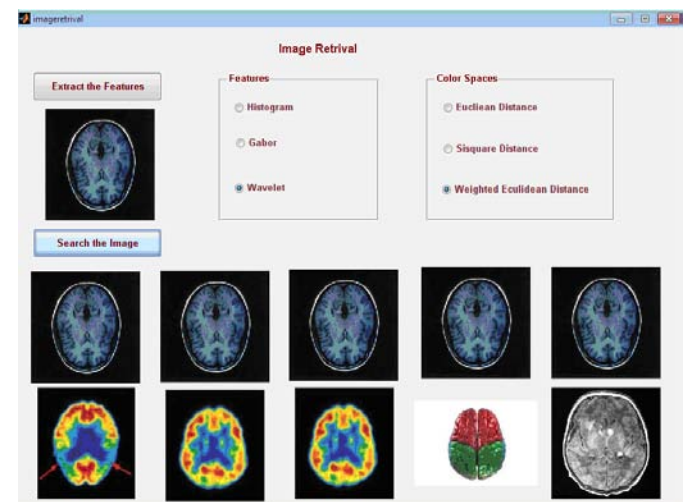 imageretrival
Image Retrival
Extract the Features
Features
Histogram
Gabor
Wavelet
Color Spaces
Eucliean Distance
Sisquare Distance
Weighted Eculidean Distance
Search the Image